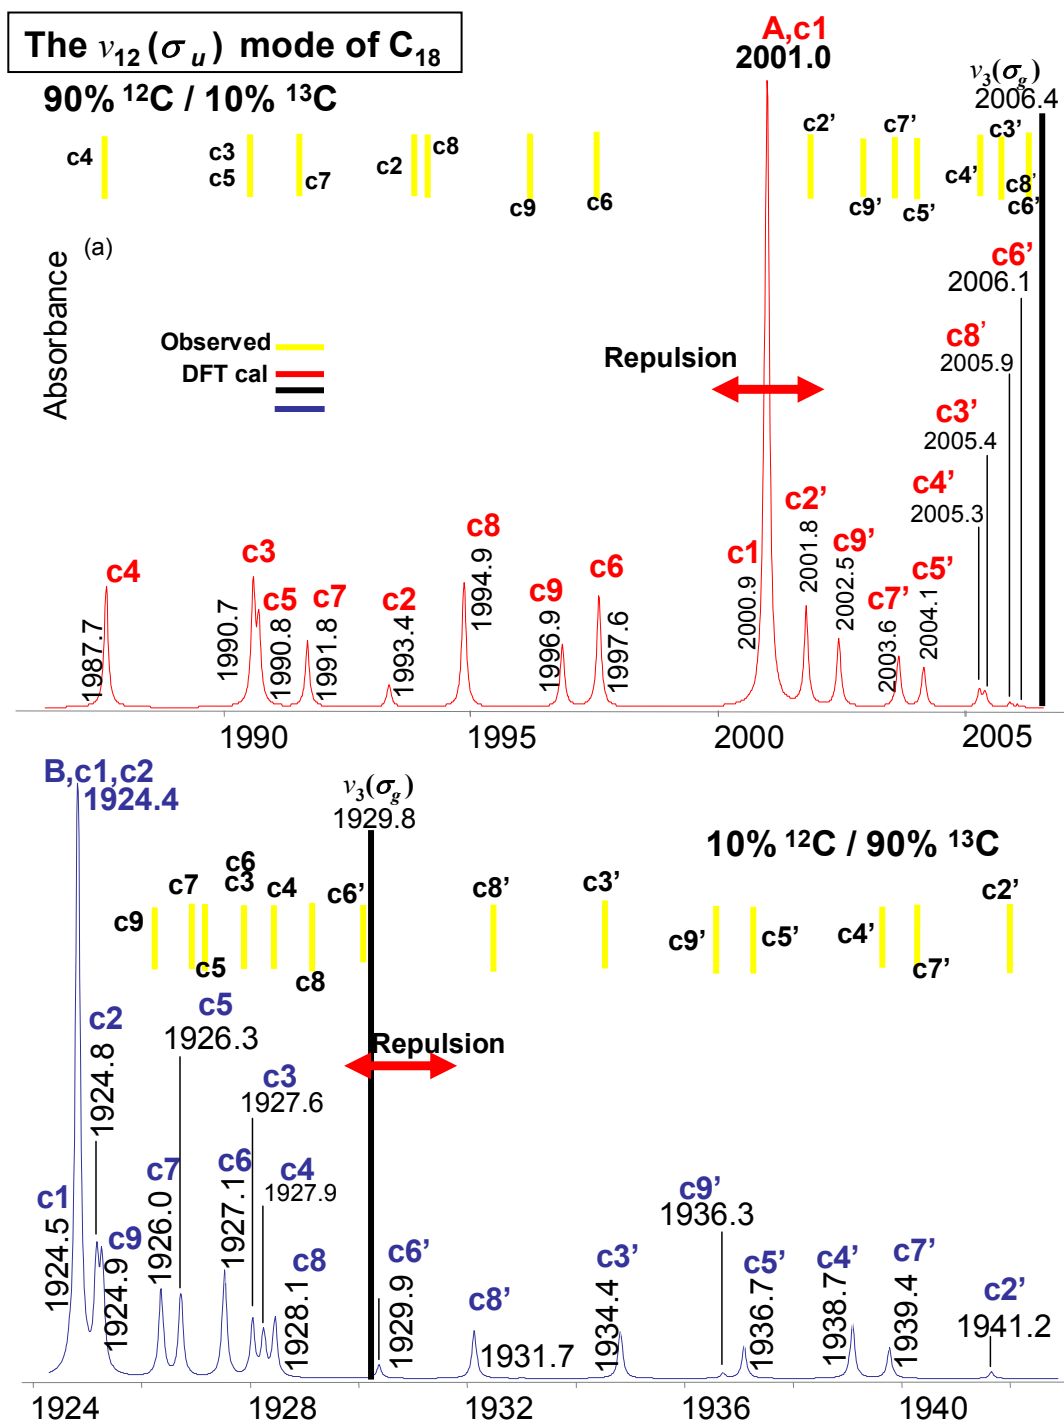 The ν12(σu) mode of C18
90% 12C / 10% 13C
A,c1
2001.0
ν3(σg)
2006.4
c4
c3
c5
c7
c2
c8
c9
c6
c2’
c9’
c7’
c5’
c4’
c3’
c8’
c6’
(a)
Absorbance
Observed
DFT cal
Repulsion
c6’
2006.1
c8’
2005.9
c3’
2005.4
c4’
2005.3
c4
1987.7
c3
1990.7
c5
1990.8
c7
1991.8
c2
1993.4
c8
1994.9
c9
1996.9
c6
1997.6
c1
2000.9
c2’
2001.8
c9’
2002.5
c7’
2003.6
c5’
2004.1
1990
1995
2000
2005
B,c1,c2
1924.4
ν3(σg)
1929.8
10% 12C / 90% 13C
c9
c7
c5
c6
c3
c4
c8
c6’
c8’
c3’
c9’
c5’
c4’
c7’
c2’
Repulsion
c1
1924.5
c2
1924.8
c9
1924.9
c7
1926.0
c5
1926.3
c6
1927.1
c3
1927.6
c4
1927.9
c8
1928.1
c6’
1929.9
c8’
1931.7
c3’
1934.4
c9’
1936.3
c5’
1936.7
c4’
1938.7
c7’
1939.4
c2’
1941.2
1924
1928
1932
1936
1940